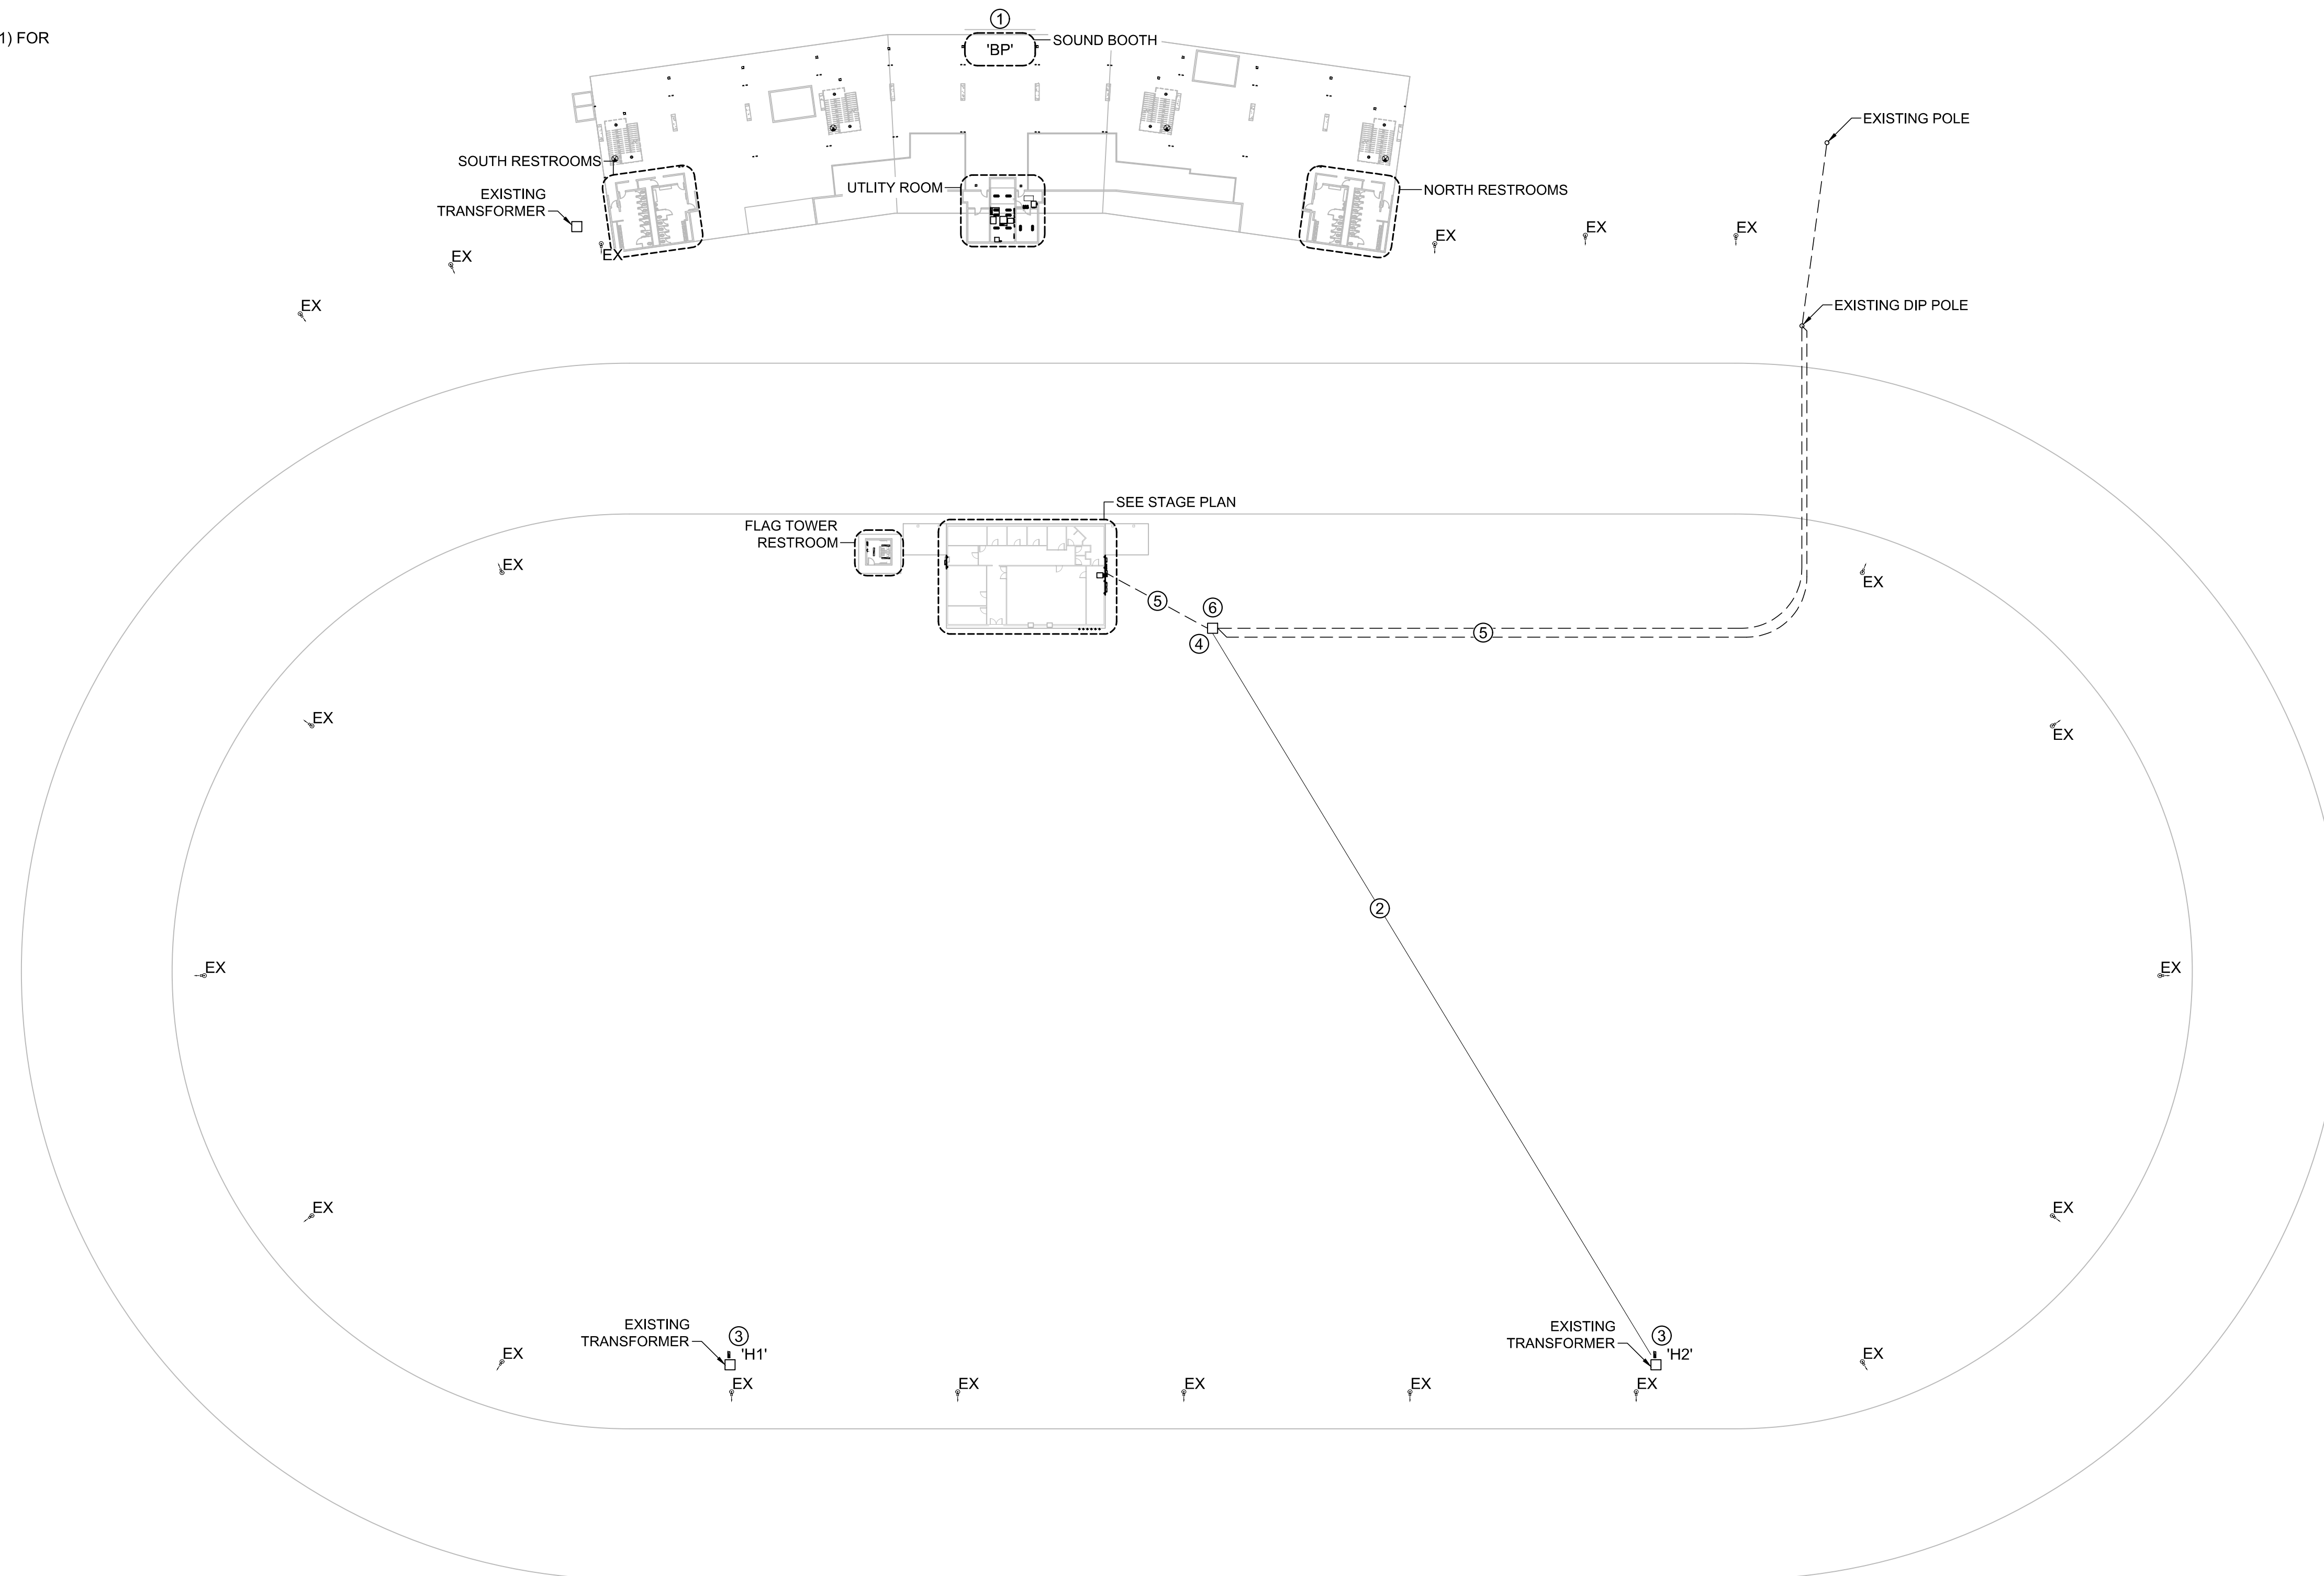 1) FOR
1
'BP'
SOUND BOOTH
EXISTING POLE
SOUTH RESTROOMS
UTLITY ROOM
NORTH RESTROOMS
EXISTING
TRANSFORMER
EX
EX
EX
EX
EX
EX
EX
EXISTING DIP POLE
SEE STAGE PLAN
FLAG TOWER
RESTROOM
EX
EX
5
6
4
5
EX
EX
2
EX
EX
EX
EX
EXISTING
TRANSFORMER
3
'H1'
EXISTING
TRANSFORMER
3
'H2'
EX
EX
EX
EX
EX
EX
EX